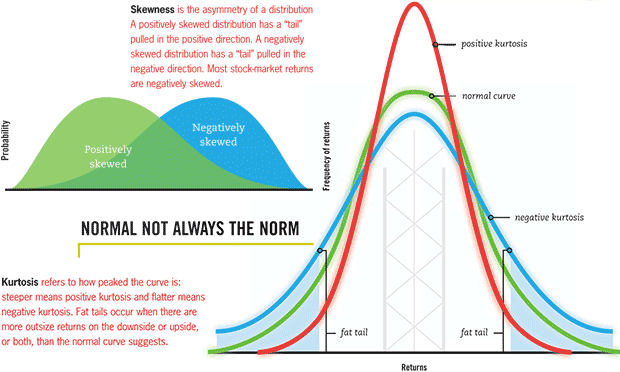 Skewness is the asymmetry of a distribution
A positively skewed distribution has a “tail”
pulled in the positive direction. A negatively
skewed distribution has a “tail” pulled in the
negative direction. Most stock-market returns
are negatively skewed.
positive kurtosis
normal curve
Probability
Negatively
skewed
Positively
skewed
Frequency of returns
negative kurtosis
NORMAL NOT ALWAYS THE NORM
Kurtosis refers to how peaked the curve is:
steeper means positive kurtosis and flatter means
negative kurtosis. Fat tails occur when there are
more outsize returns on the downside or upside,
or both, than the normal curve suggests.
fat tail
fat tail
Returns